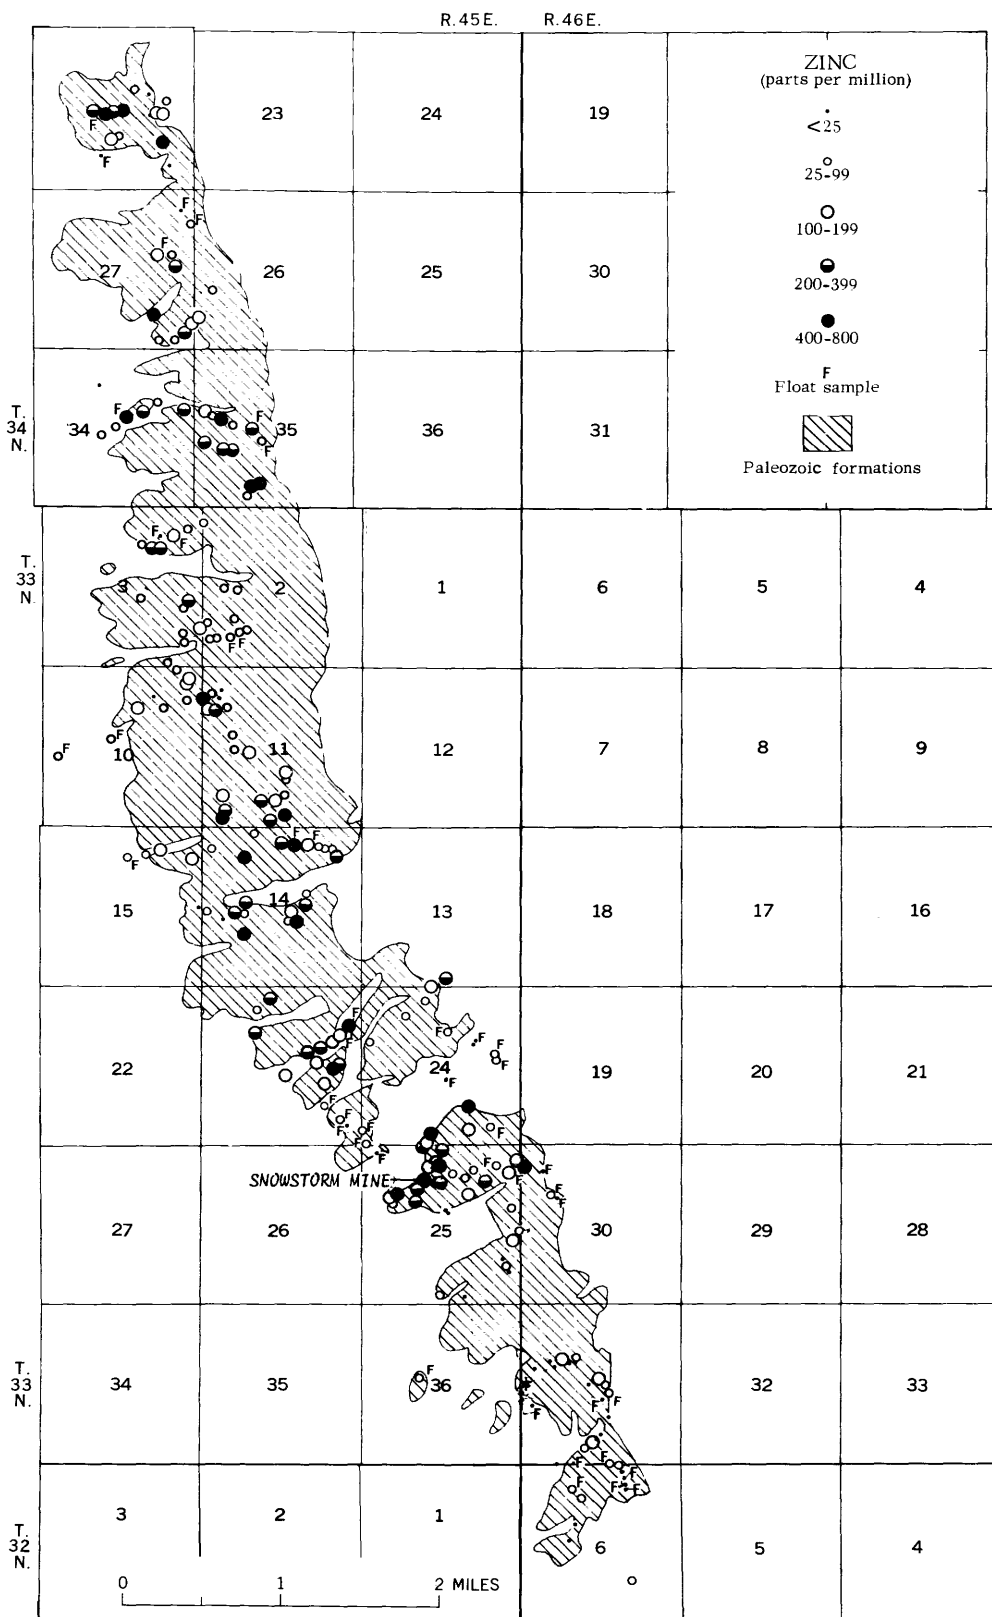 R.45E. R.46E.
ZINC
(parts per million)
<25
25-99
100-199
200-399
400-800
F
Float sample
Paleozoic formations
23 24 19
F
F
F
F
27 26 25 30
F
T.
34
N.
34 35 36 31
F
F
F
T.
33
N.
3 2 1 6 5 4
F
F
F F
10 11 12 7 8 9
F
F
15 14 13 18 17 16
F
F F
22 24 19 20 21
F
F
F
F
F
F
F
F
F
F
F
F
F
F
SNOWSTORM MINE
27 26 25 30 29 28
F
F
F
F
T.
33
N.
34 35 36 32 33
F
F
F
F
F
T.
32
N.
3 2 1 6 5 4
F
F
F
F
F
F
F
0 1 2 MILES